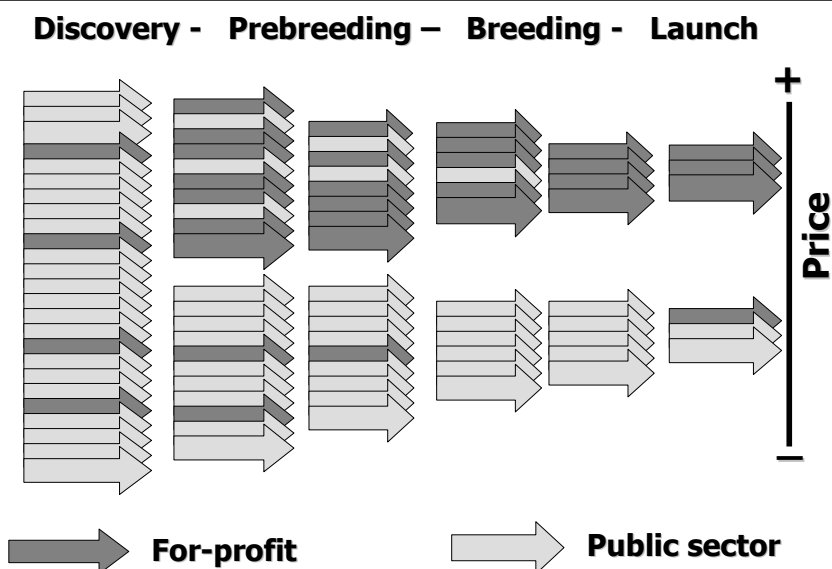 Discovery - Prebreeding – Breeding - Launch
+
Price
–
For-profit
Public sector